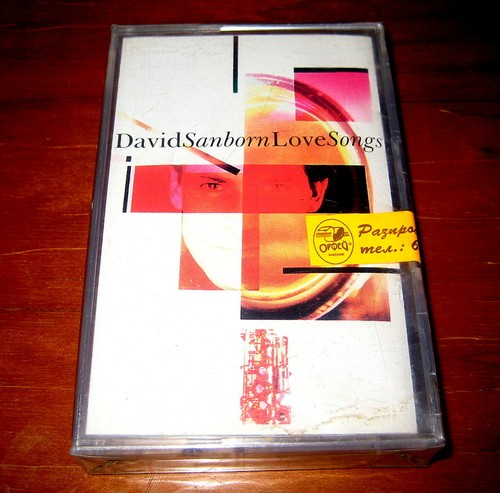 DavidSanbornLoveSongs
ОРФЕЙ
Разпро
тел.: 6